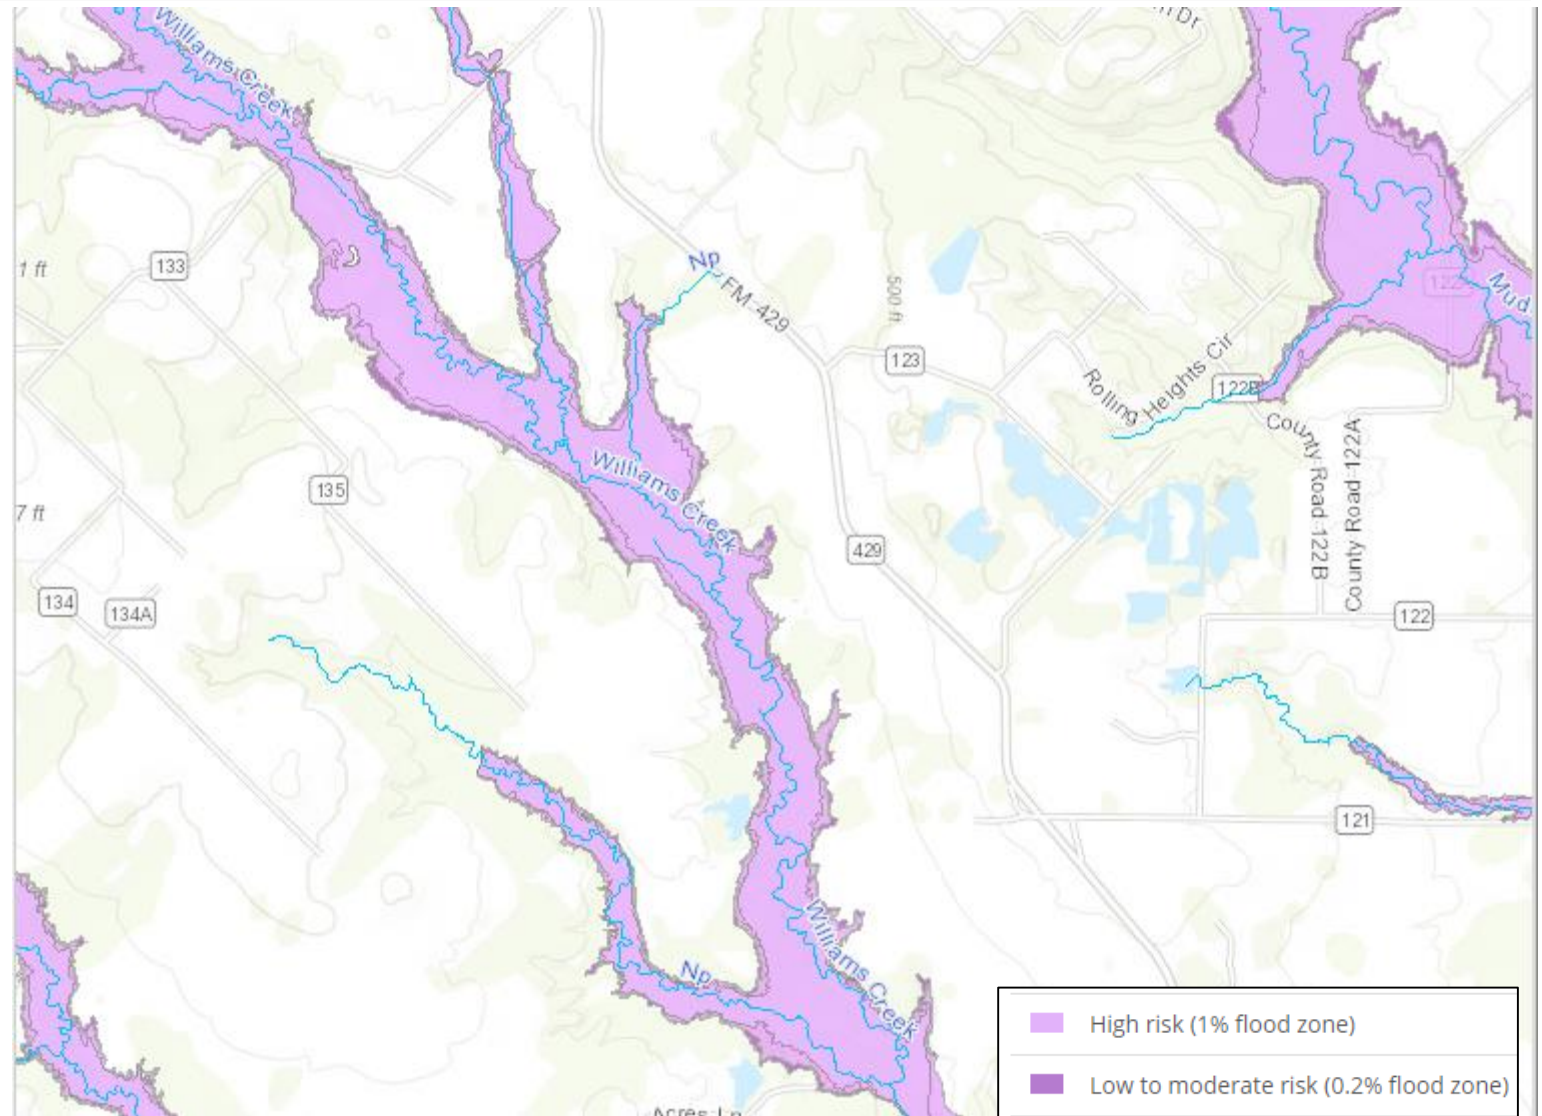 Williams Creek
1 ft
133
Np
FM 429
500 ft
123
122
Mud
Rolling Heights Cir
122B
County Road 122B
County Road 122A
Williams Creek
135
7 ft
429
134
134A
122
121
Np
Williams Creek
High risk (1% flood zone)
Low to moderate risk (0.2% flood zone)